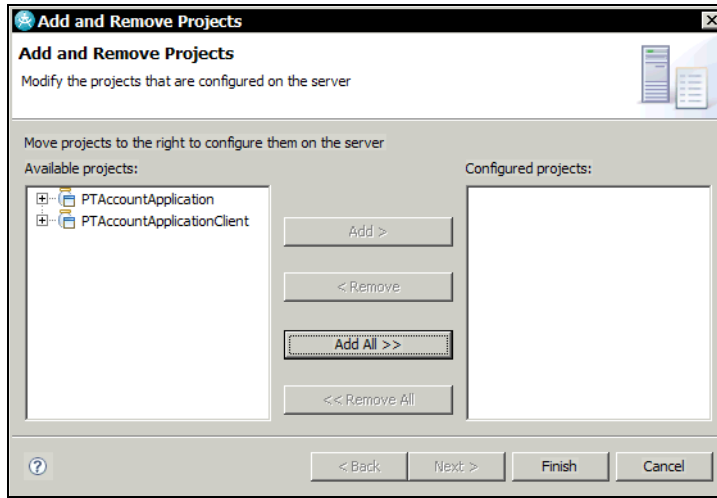 Add and Remove Projects
Add and Remove Projects
Modify the projects that are configured on the server
Move projects to the right to configure them on the server
Available projects:
Configured projects:
PTAccountApplication
PTAccountApplicationClient
Add >
< Remove
Add All >>
<< Remove All
?
< Back
Next >
Finish
Cancel